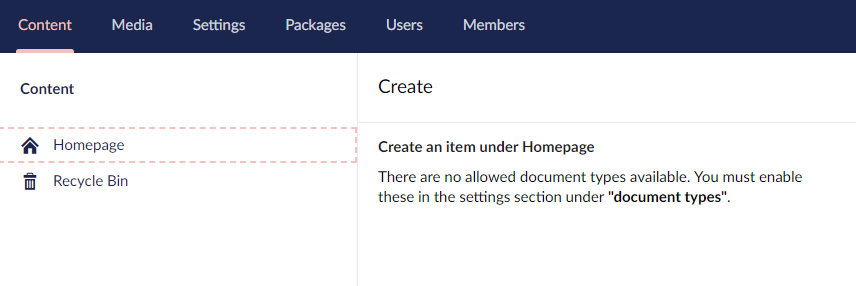 Content Media Settings Packages Users Members
Content
Create
Homepage
Recycle Bin
Create an item under Homepage
There are no allowed document types available. You must enable
these in the settings section under "document types".